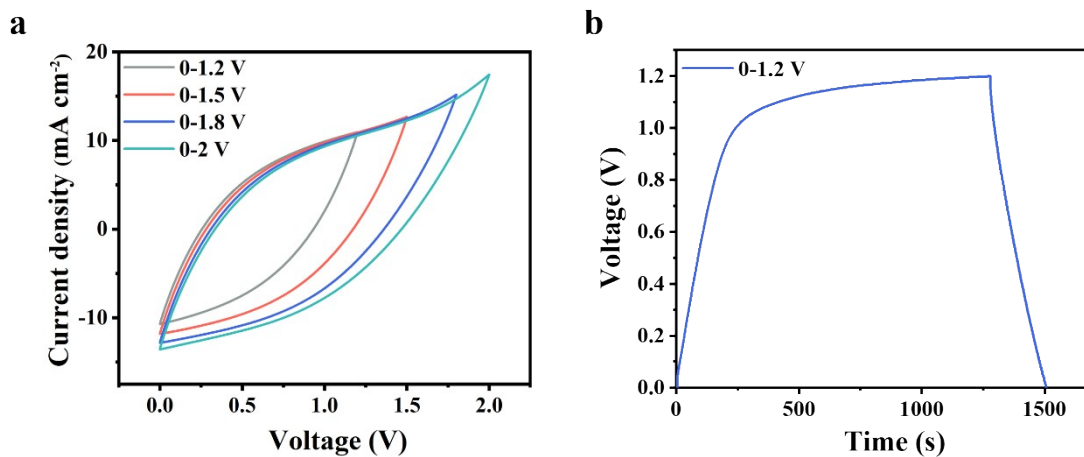 a
20
10
0
-10
Current density (mA cm⁻²)
0-1.2 V
0-1.5 V
0-1.8 V
0-2 V
0.0 0.5 1.0 1.5 2.0
Voltage (V)
b
1.2
1.0
0.8
0.6
0.4
0.2
0.0
Voltage (V)
0-1.2 V
0 500 1000 1500
Time (s)